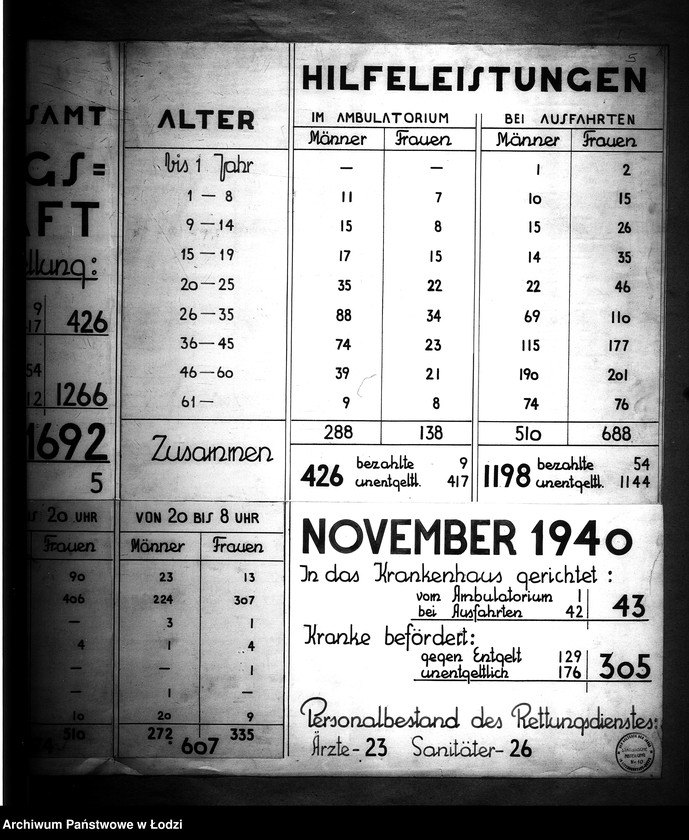 5
HILFELEISTUNGEN
SAMT ALTER IM AMBULATORIUM BEI AUSFAHRTEN
Männer Frauen Männer Frauen
GS= bis 1 Jahr — — 1 2
1 — 8 11 7 10 15
AFT 9 — 14 15 8 15 26
llung: 15 — 19 17 15 14 35
20 — 25 35 22 22 46
9
17 426 26 — 35 88 34 69 110
36 — 45 74 23 115 177
54
12 1266 46 — 60 39 21 190 201
61 — 9 8 74 76
1692 Zusammen 288 138 510 688
5 426 bezahlte 9 1198 bezahlte 54
unentgeltl. 417 unentgeltl. 1144
S 20 UHR VON 20 BIS 8 UHR
Frauen Männer Frauen
90 23 13
406 224 307
— 3 1
4 1 4
— — 1
— 1 —
10 20 9
510 272 335
607
NOVEMBER 1940
In das Krankenhaus gerichtet:
vom Ambulatorium 1
bei Ausfahrten 42 43
Kranke befördert:
gegen Entgelt 129
unentgeltlich 176 305
Personalbestand des Rettungsdienstes:
Ärzte - 23 Sanitäter - 26
Archiwum Państwowe w Łodzi